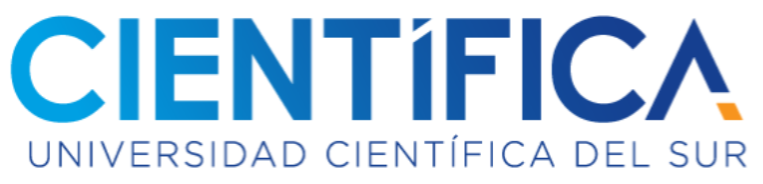 CIENTÍFICA
UNIVERSIDAD CIENTÍFICA DEL SUR